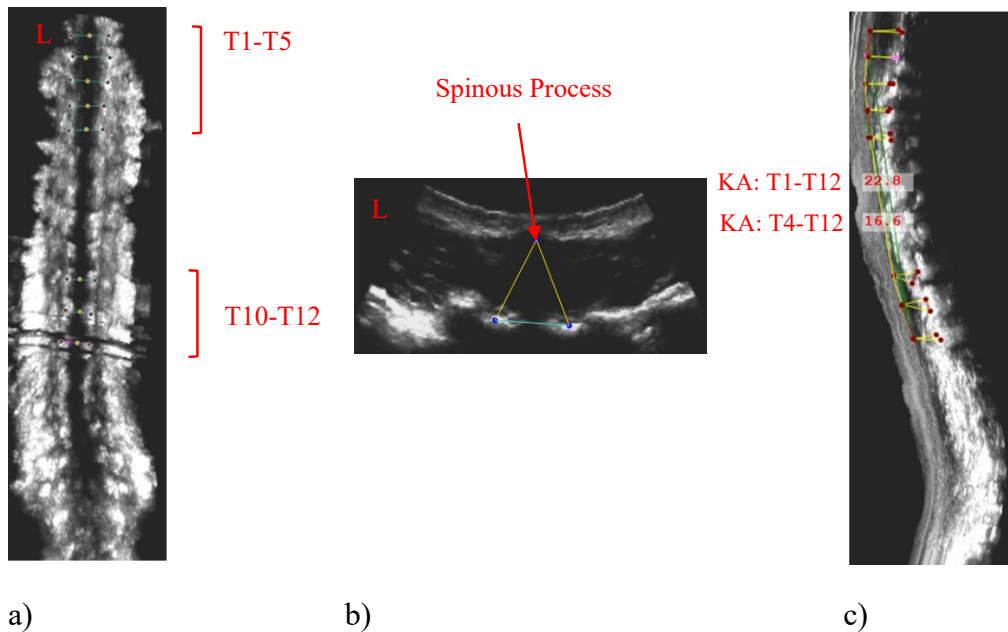 L
T1-T5
T10-T12
Spinous Process
L
KA: T1-T12 22.8
KA: T4-T12 16.6
a)
b)
c)